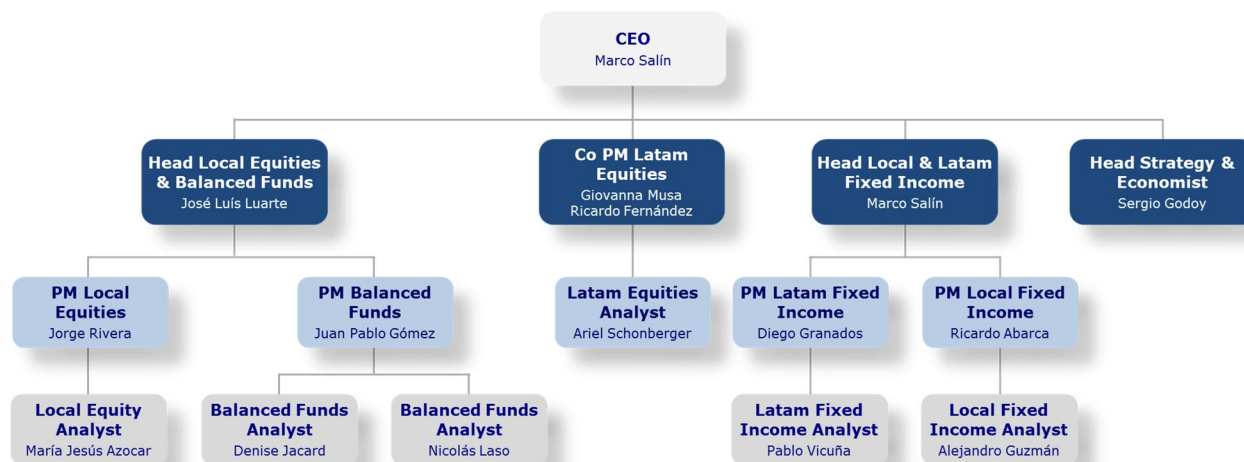 CEO
Marco Salín
Head Local Equities
& Balanced Funds
José Luís Luarte
Co PM Latam
Equities
Giovanna Musa
Ricardo Fernández
Head Local & Latam
Fixed Income
Marco Salín
Head Strategy &
Economist
Sergio Godoy
PM Local
Equities
Jorge Rivera
PM Balanced
Funds
Juan Pablo Gómez
Latam Equities
Analyst
Ariel Schonberger
PM Latam Fixed
Income
Diego Granados
PM Local Fixed
Income
Ricardo Abarca
Local Equity
Analyst
María Jesús Azocar
Balanced Funds
Analyst
Denise Jacard
Balanced Funds
Analyst
Nicolás Laso
Latam Fixed
Income Analyst
Pablo Vicuña
Local Fixed
Income Analyst
Alejandro Guzmán